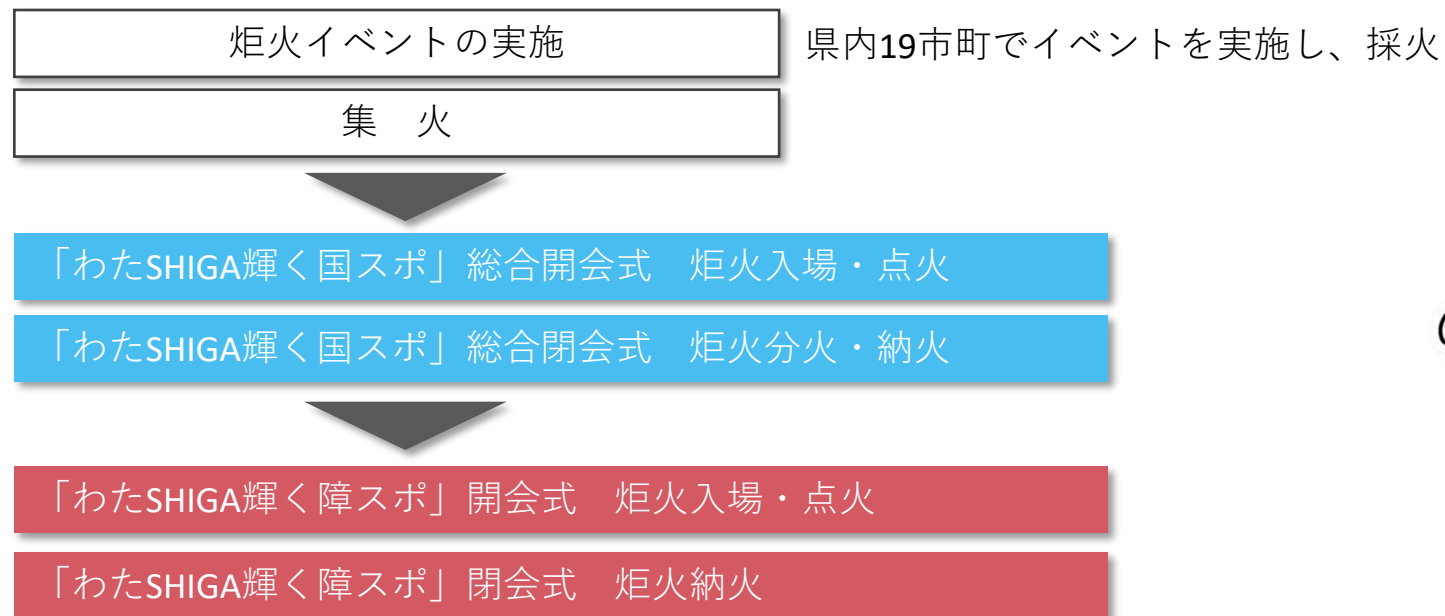 炬火イベントの実施
県内19市町でイベントを実施し、採火
集　火
「わたSHIGA輝く国スポ」総合開会式　炬火入場・点火
「わたSHIGA輝く国スポ」総合閉会式　炬火分火・納火
「わたSHIGA輝く障スポ」開会式　炬火入場・点火
「わたSHIGA輝く障スポ」閉会式　炬火納火